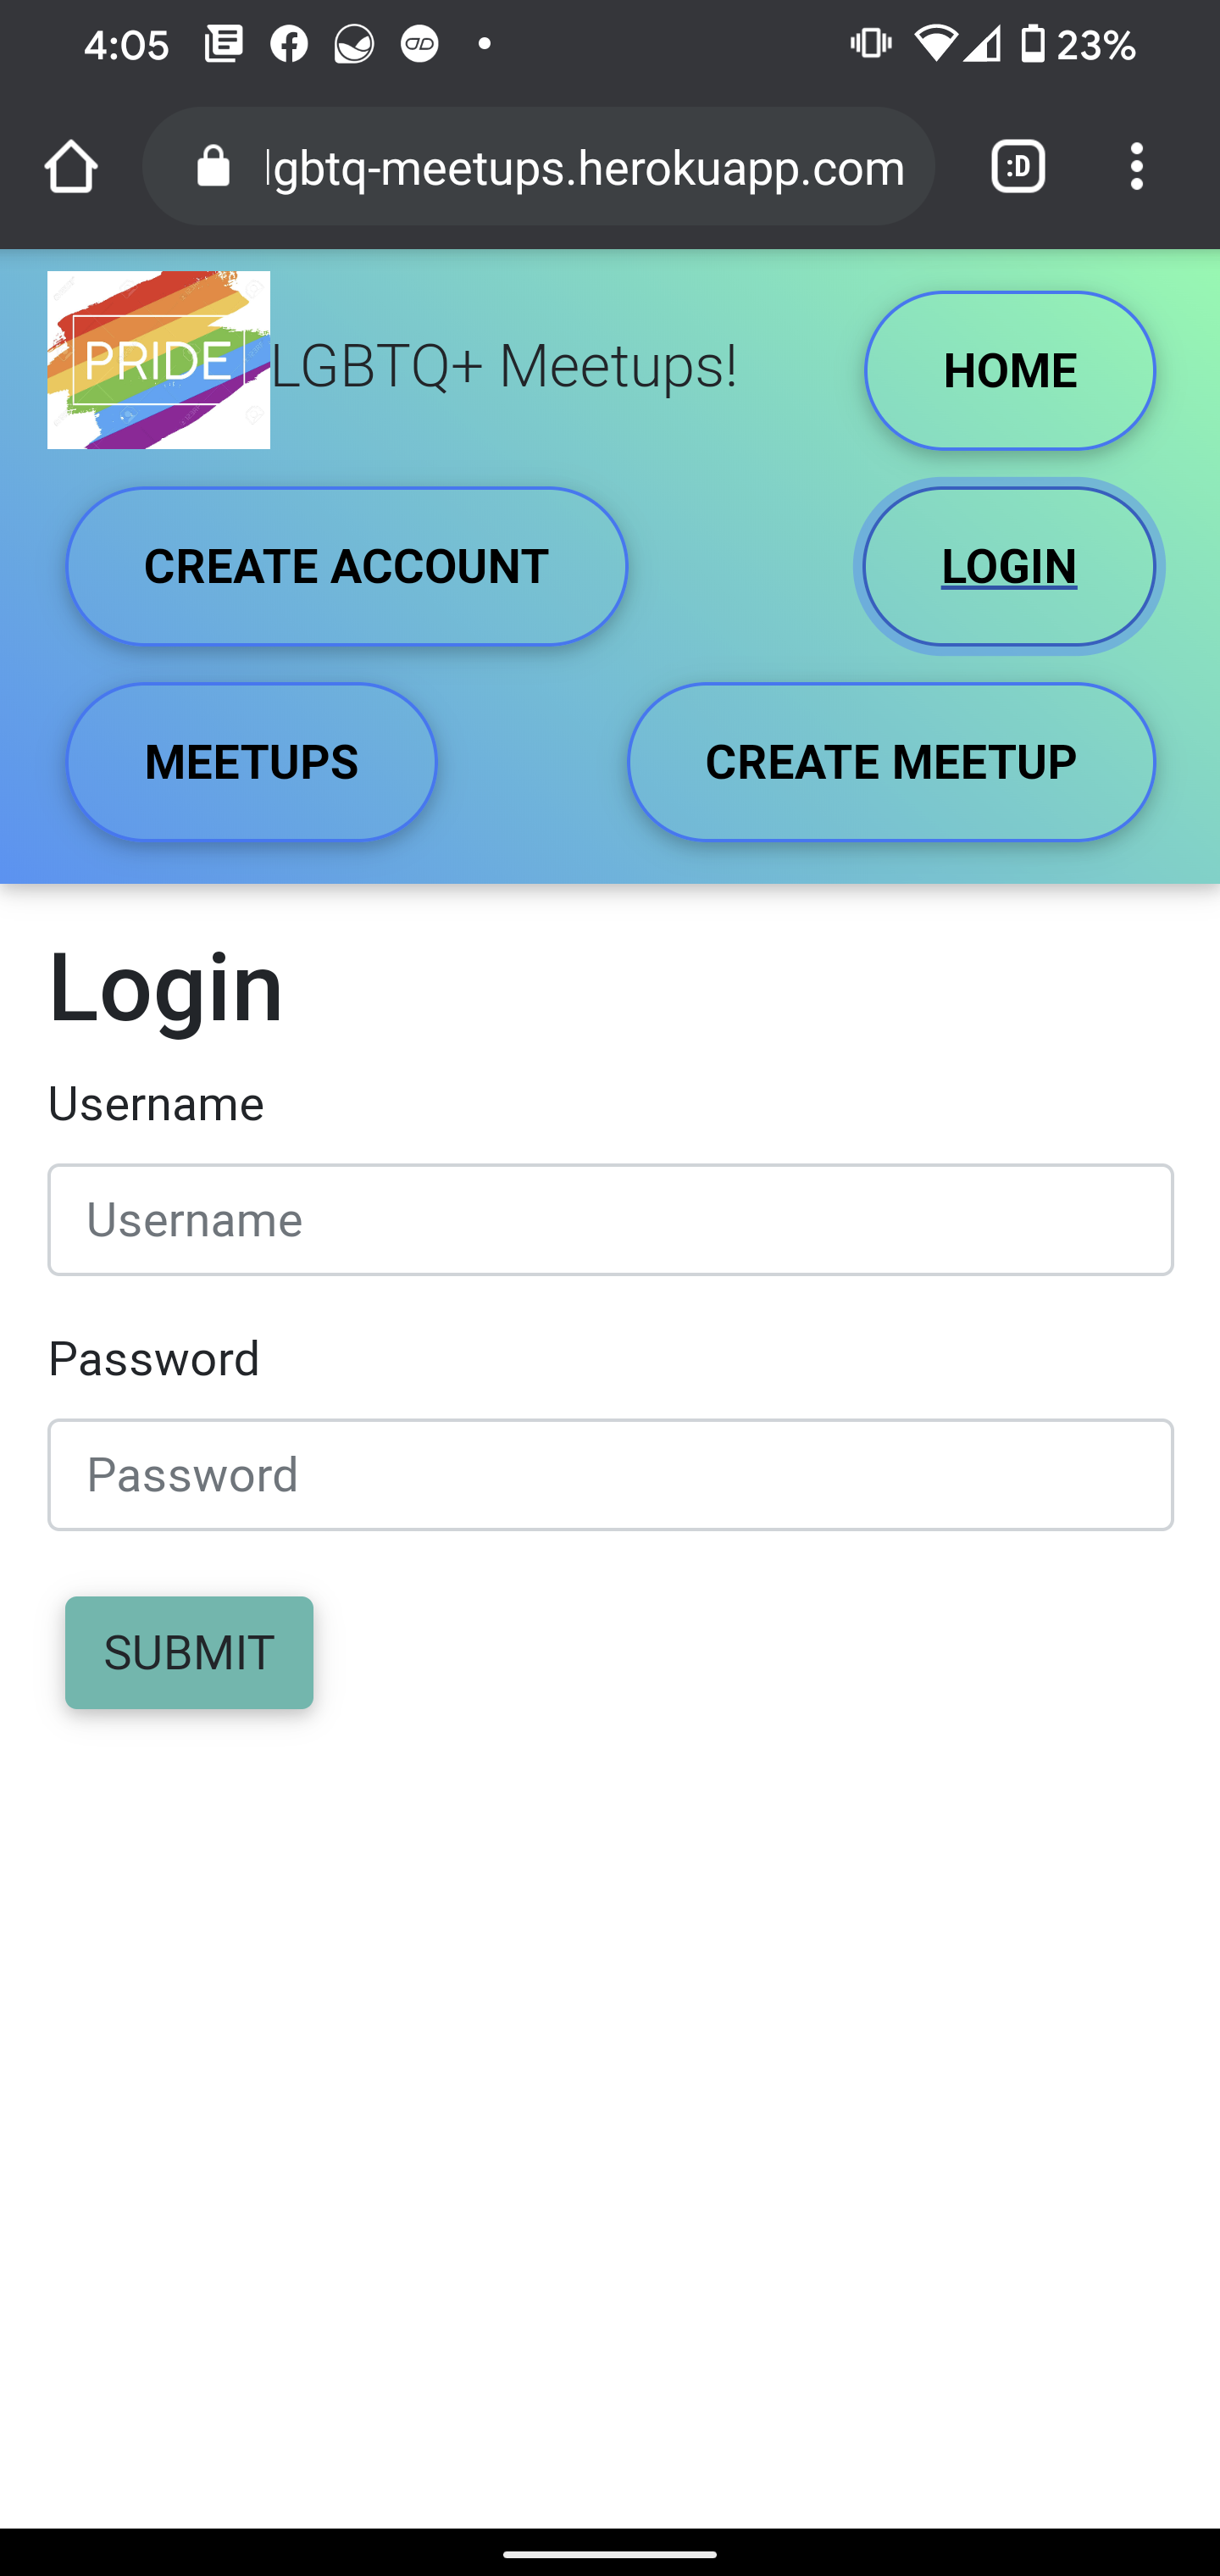 4:05 23%
lgbtq-meetups.herokuapp.com :D
PRIDE LGBTQ+ Meetups! HOME
CREATE ACCOUNT LOGIN
MEETUPS CREATE MEETUP
Login
Username
Username
Password
Password
SUBMIT